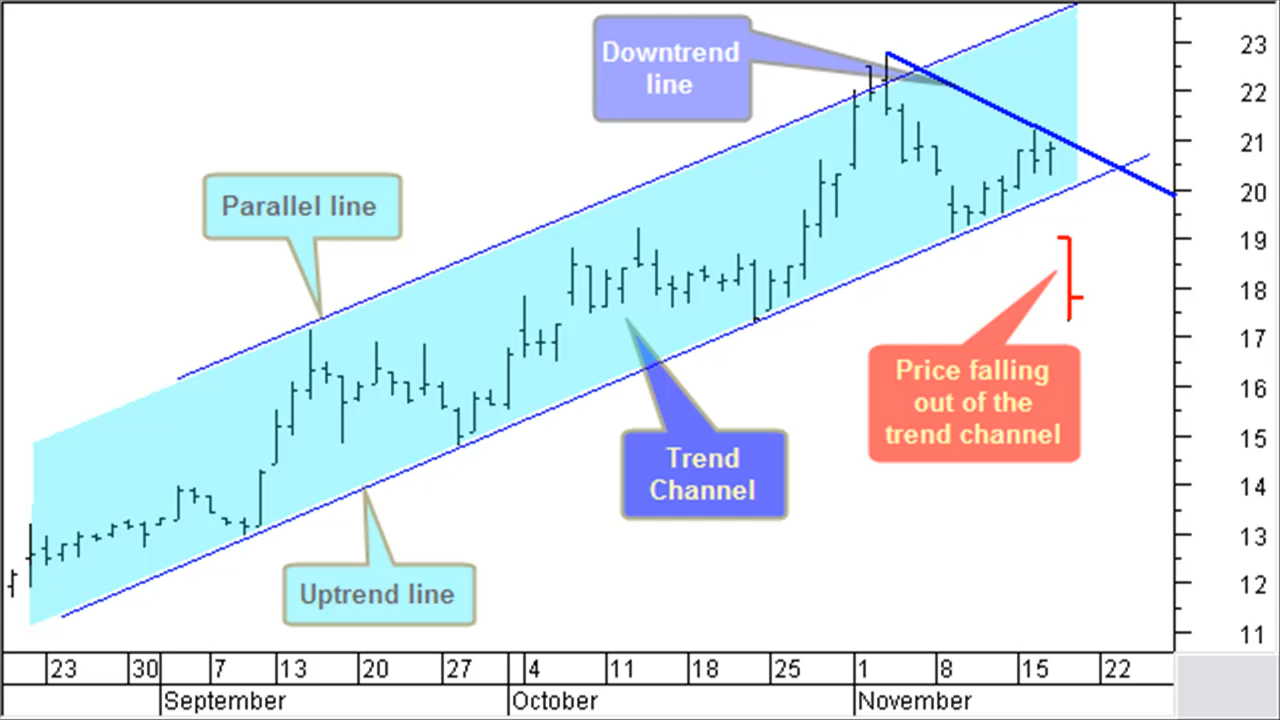 Downtrend
line
23
22
21
20
19
18
17
16
15
14
13
12
11
Parallel line
Price falling
out of the
trend channel
Trend
Channel
Uptrend line
23 30 7 13 20 27 4 11 18 25 1 8 15 22
September October November